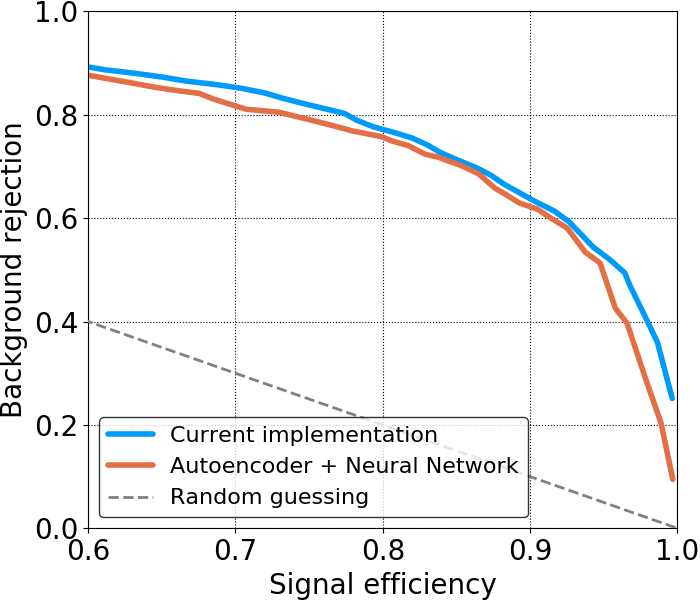 Background rejection
1.0
0.8
0.6
0.4
0.2
0.0
Current implementation
Autoencoder + Neural Network
Random guessing
0.6 0.7 0.8 0.9 1.0
Signal efficiency